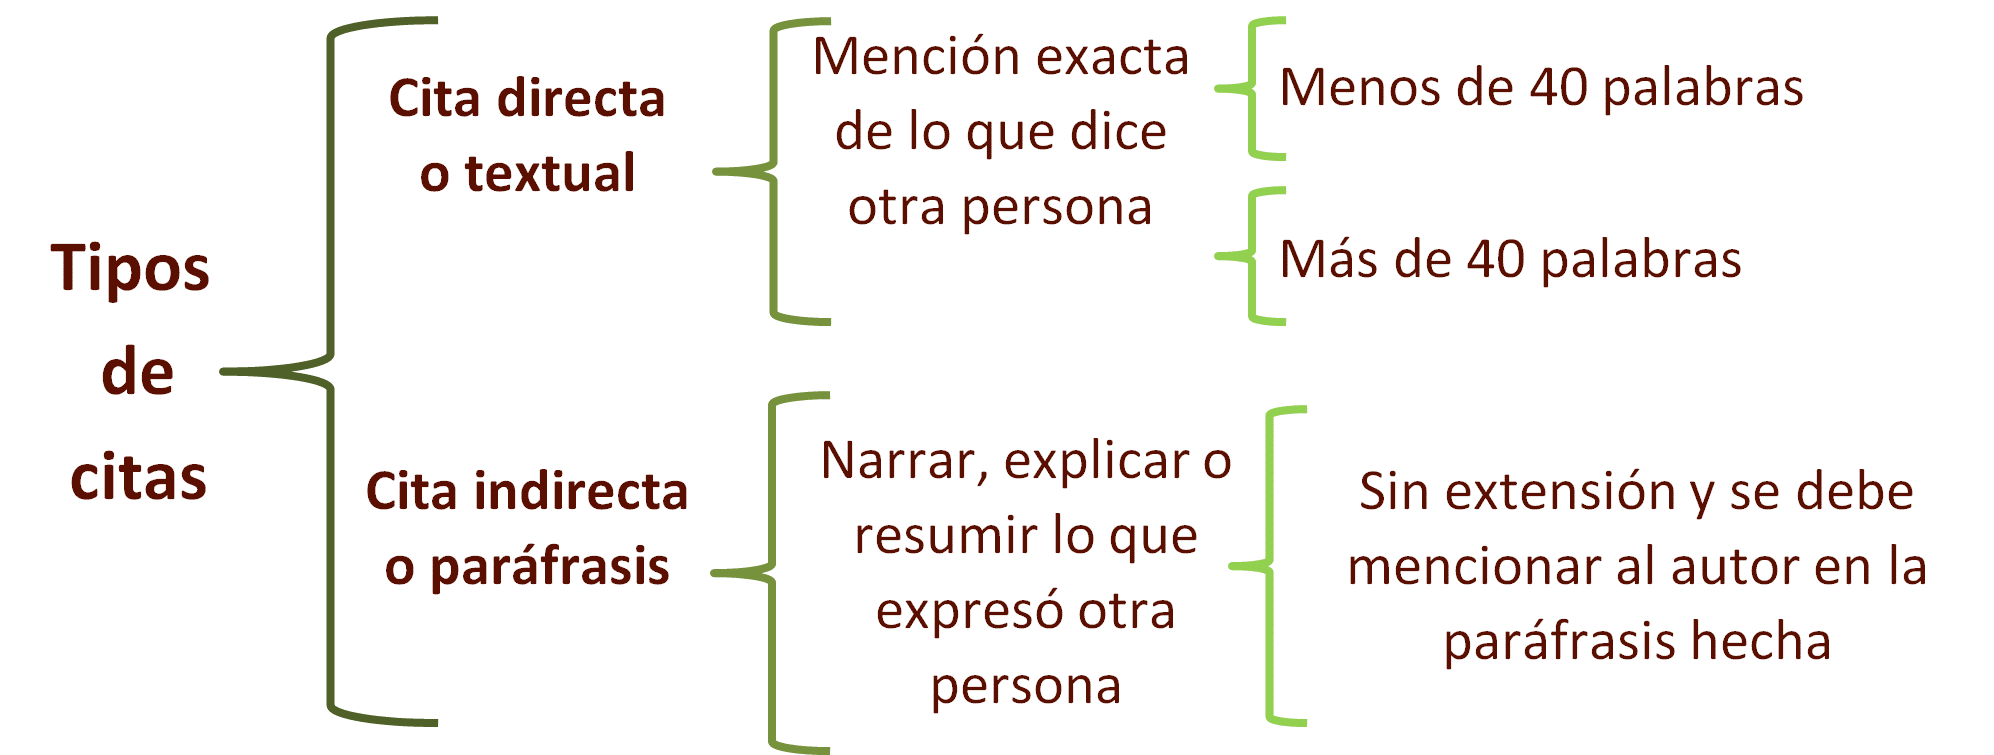 Tipos
de
citas
Cita directa
o textual
Mención exacta
de lo que dice
otra persona
Menos de 40 palabras
Más de 40 palabras
Cita indirecta
o paráfrasis
Narrar, explicar o
resumir lo que
expresó otra
persona
Sin extensión y se debe
mencionar al autor en la
paráfrasis hecha